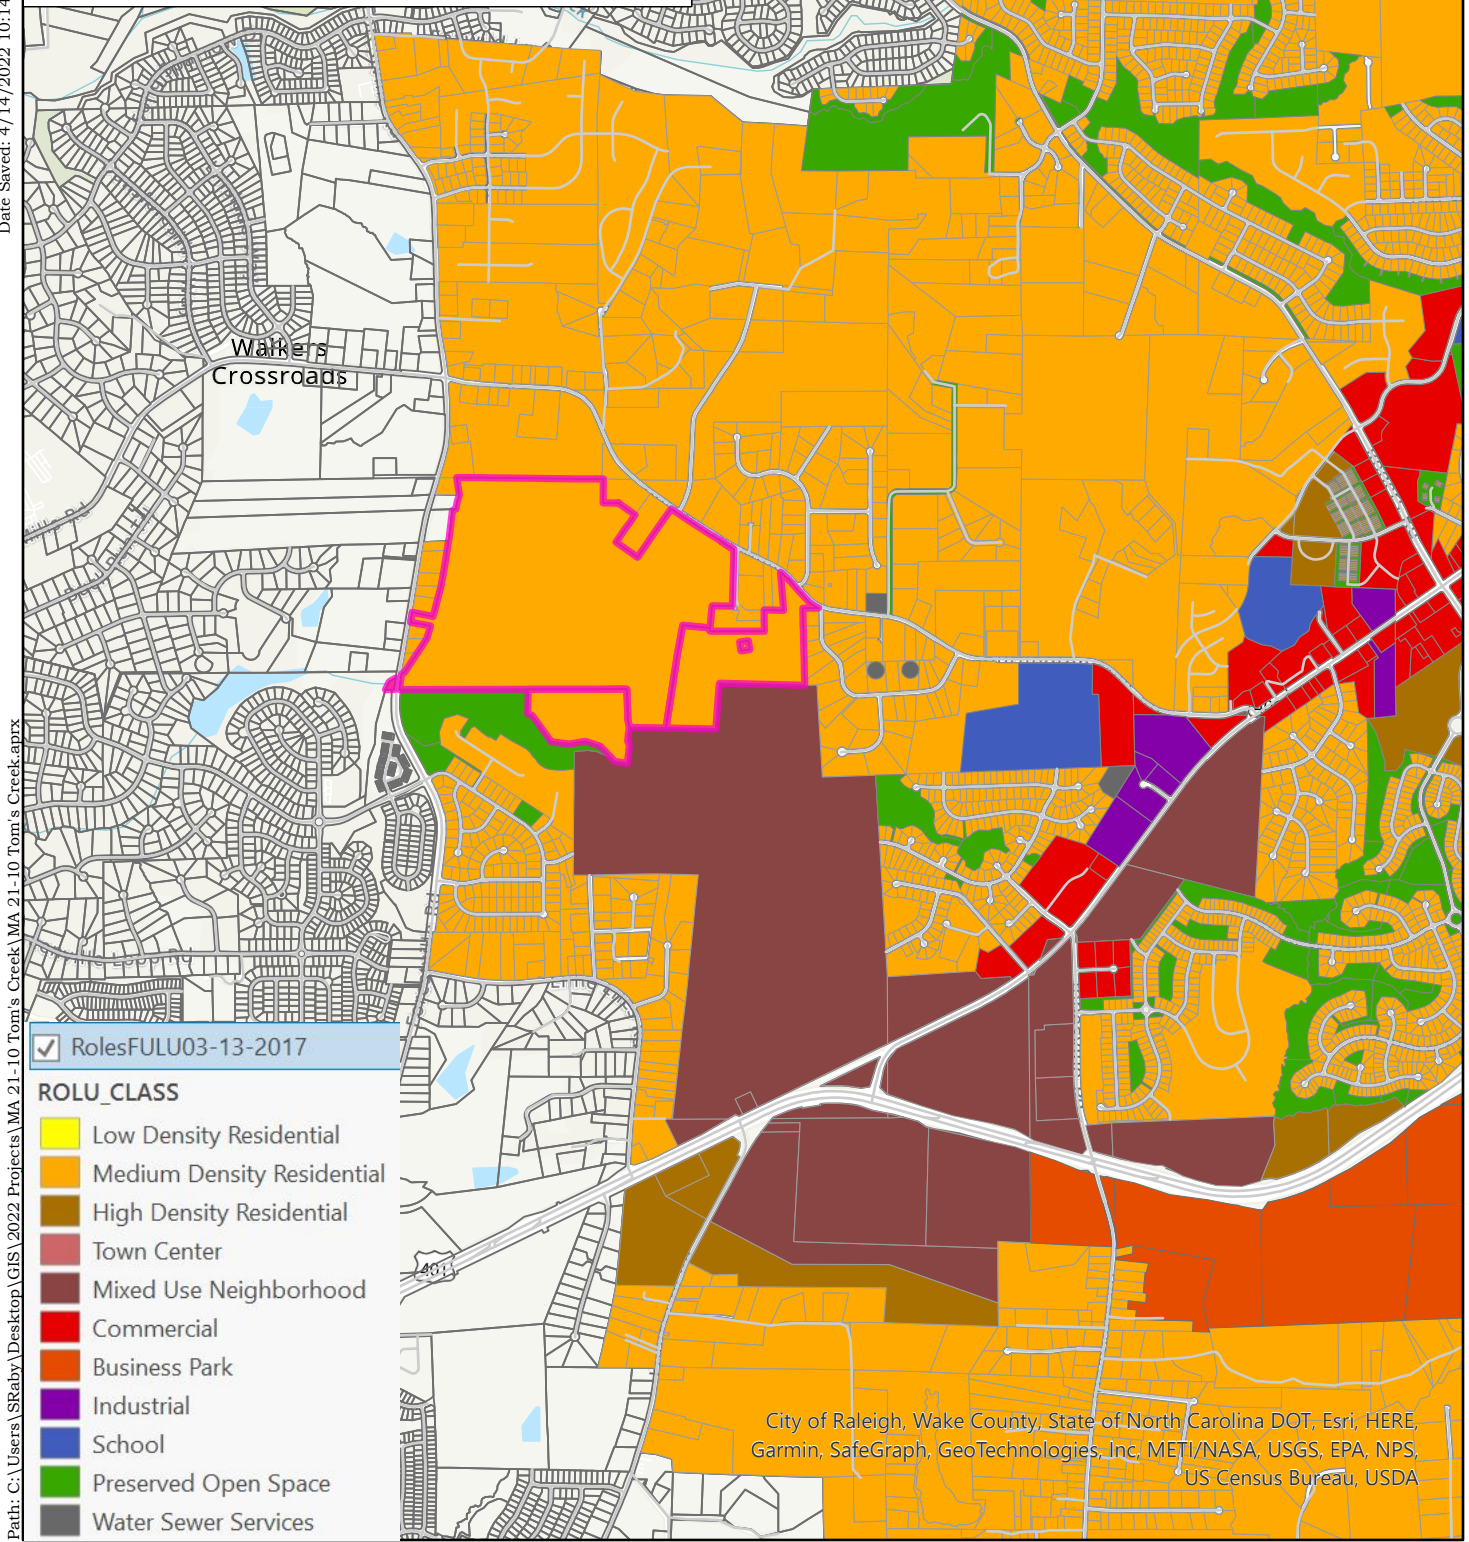 Date Saved: 4/14/2022 10:14
Path: C:\Users\SRaby\Desktop\GIS\2022 Projects\MA 21-10 Tom's Creek\MA 21-10 Tom's Creek.aprx
Walkers
Crossroads
401
RolesFULU03-13-2017
ROLU_CLASS
Low Density Residential
Medium Density Residential
High Density Residential
Town Center
Mixed Use Neighborhood
Commercial
Business Park
Industrial
School
Preserved Open Space
Water Sewer Services
City of Raleigh, Wake County, State of North Carolina DOT, Esri, HERE,
Garmin, SafeGraph, GeoTechnologies, Inc, METI/NASA, USGS, EPA, NPS,
US Census Bureau, USDA